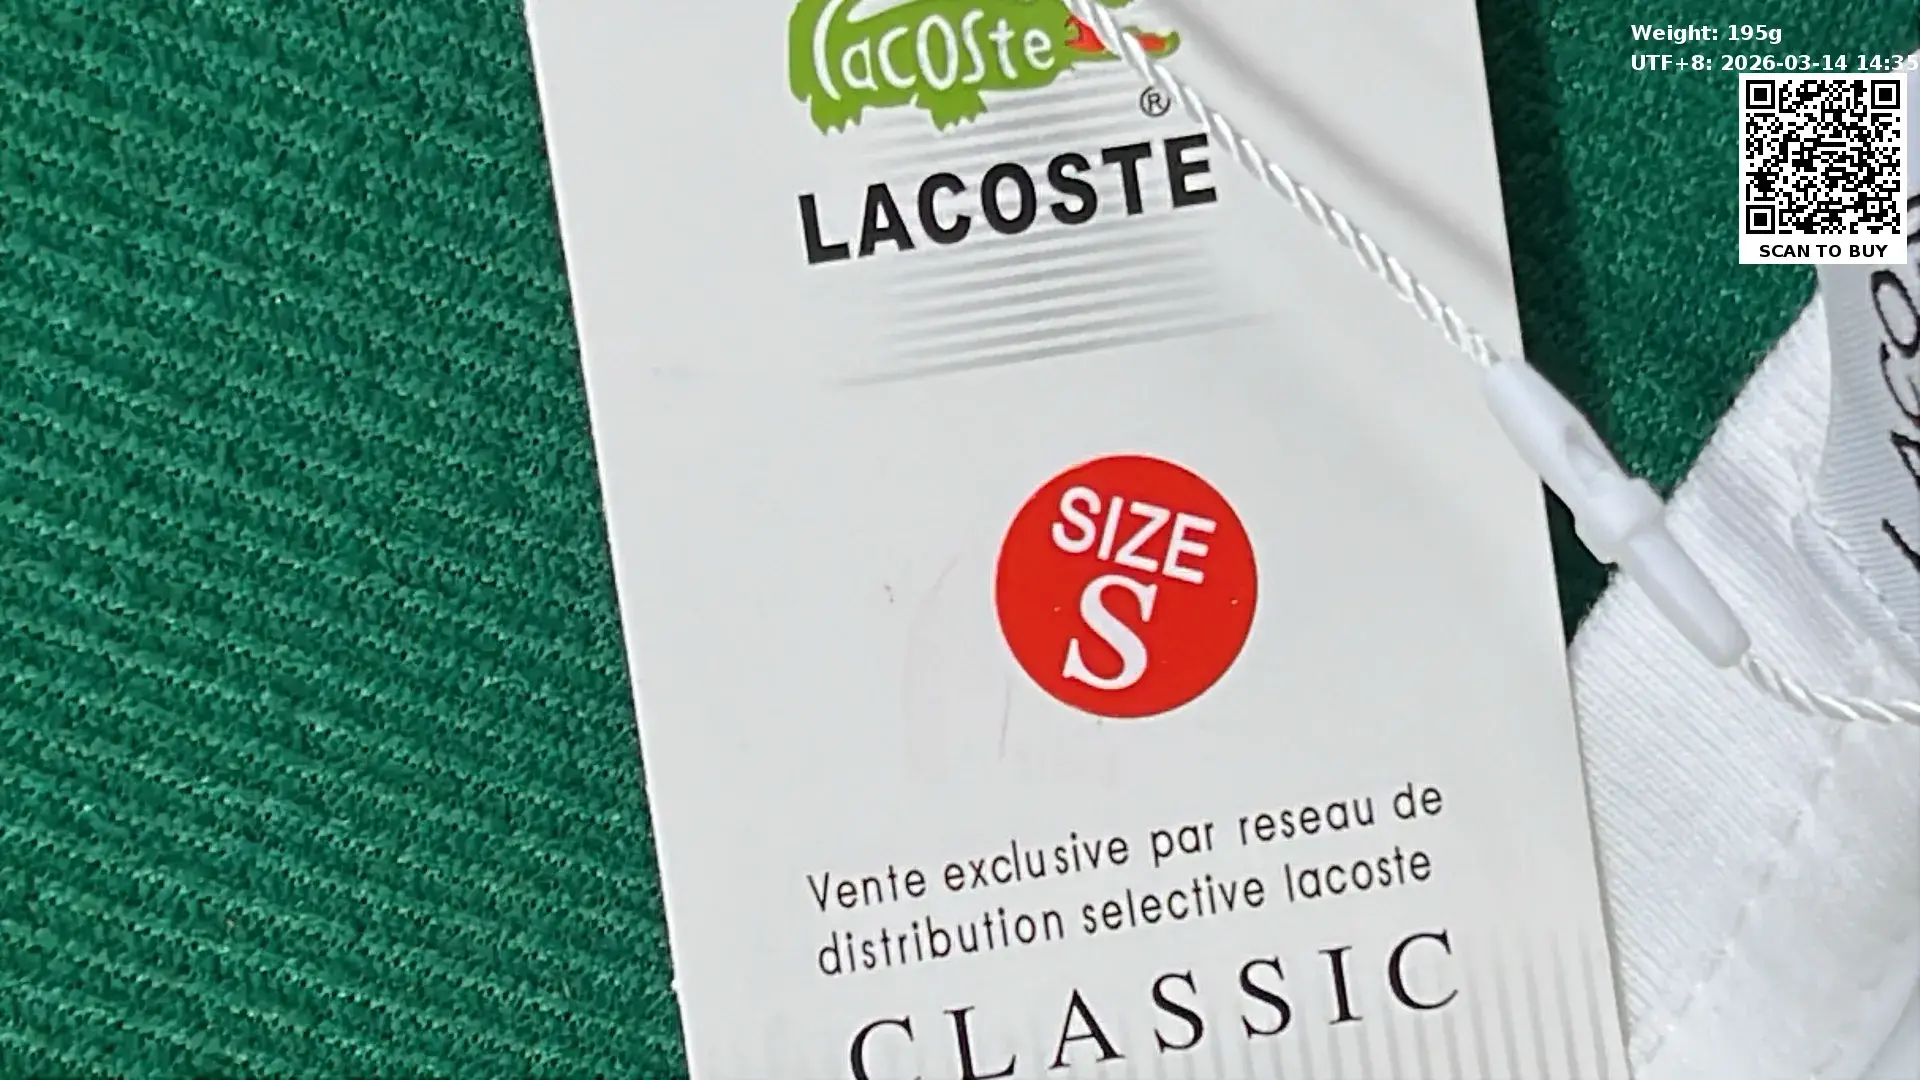 Lacoste
®
LACOSTE
SIZE
S
Vente exclusive par reseau de
distribution selective lacoste
CLASSIC
Weight: 195g
UTF+8: 2026-03-14 14:35
SCAN TO BUY